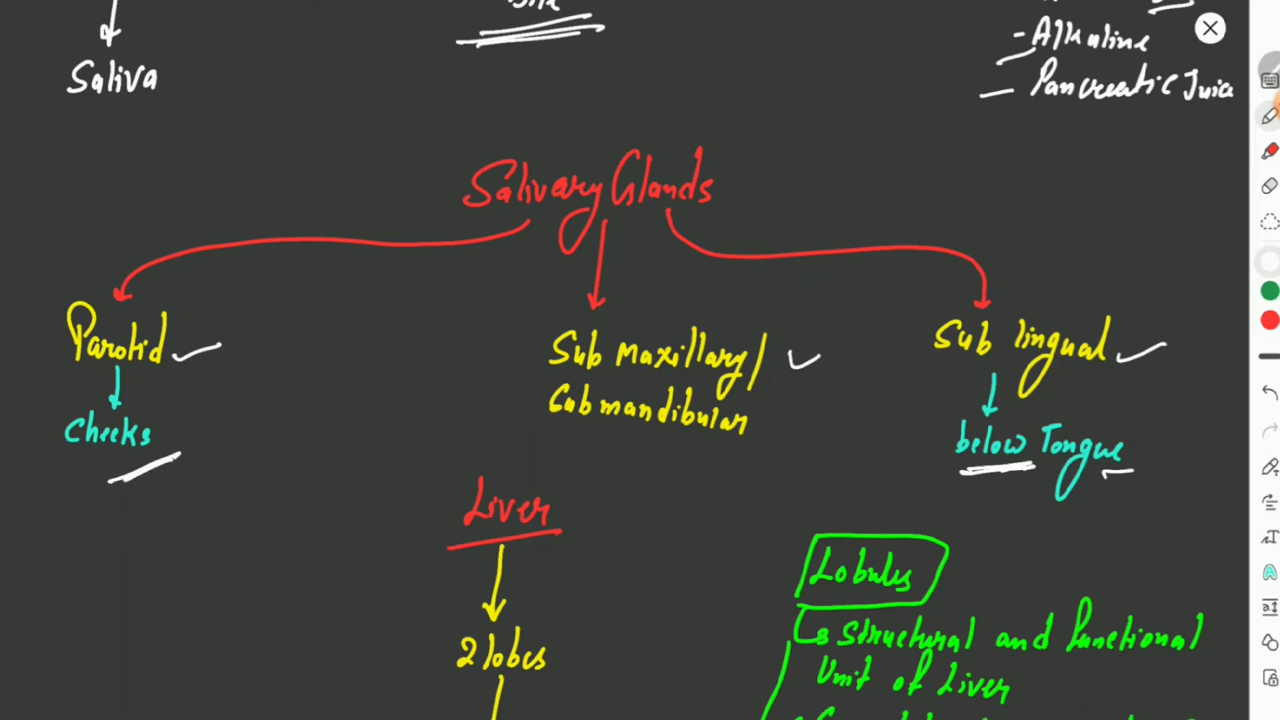 - Alkaline
Saliva
- Pancreatic Juice
Salivary Glands
Parotid
Sub Maxillary/
Submandibular
Sub lingual
Cheeks
below Tongue
Liver
Lobules
2 lobes
Structural and functional
Unit of Liver